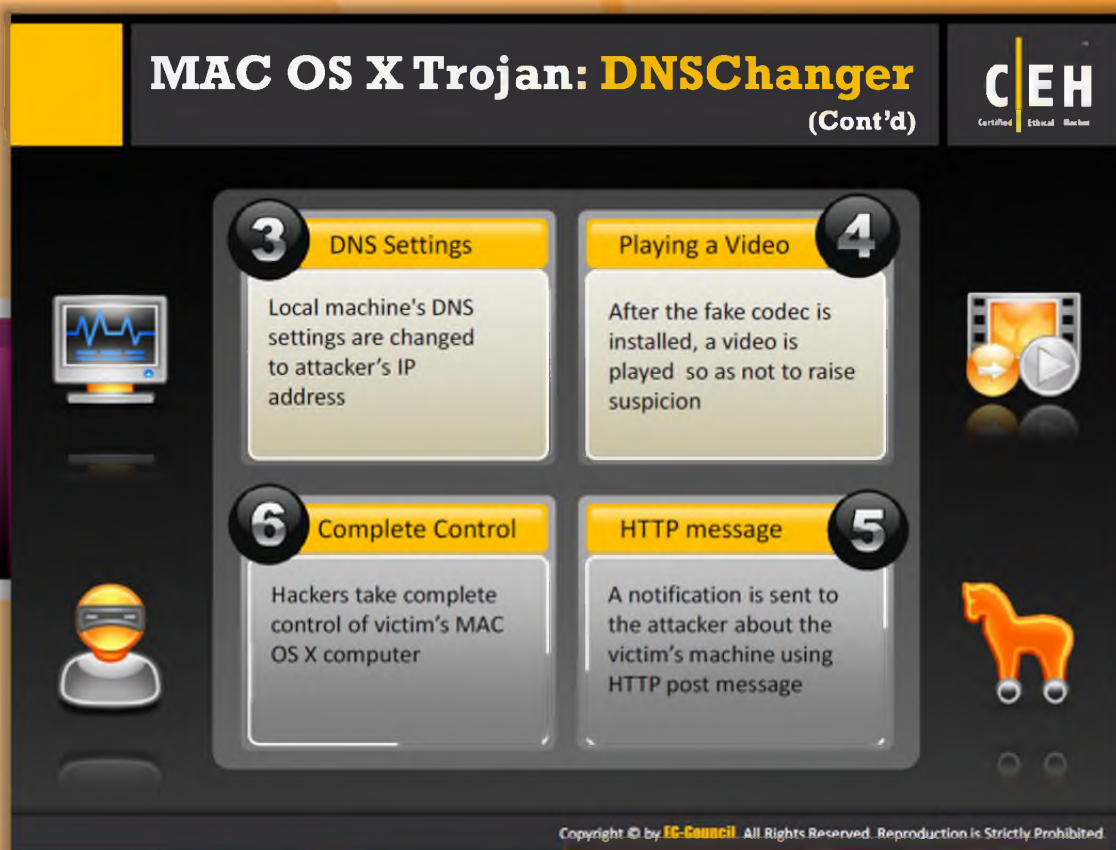 MAC OS X Trojan: DNSChanger
(Cont'd)
C|EH
Certified Ethical Hacker
3
DNS Settings
Local machine's DNS
settings are changed
to attacker's IP
address
4
Playing a Video
After the fake codec is
installed, a video is
played so as not to raise
suspicion
6
Complete Control
Hackers take complete
control of victim's MAC
OS X computer
5
HTTP message
A notification is sent to
the attacker about the
victim's machine using
HTTP post message
Copyright © by EC-Council. All Rights Reserved. Reproduction is Strictly Prohibited.